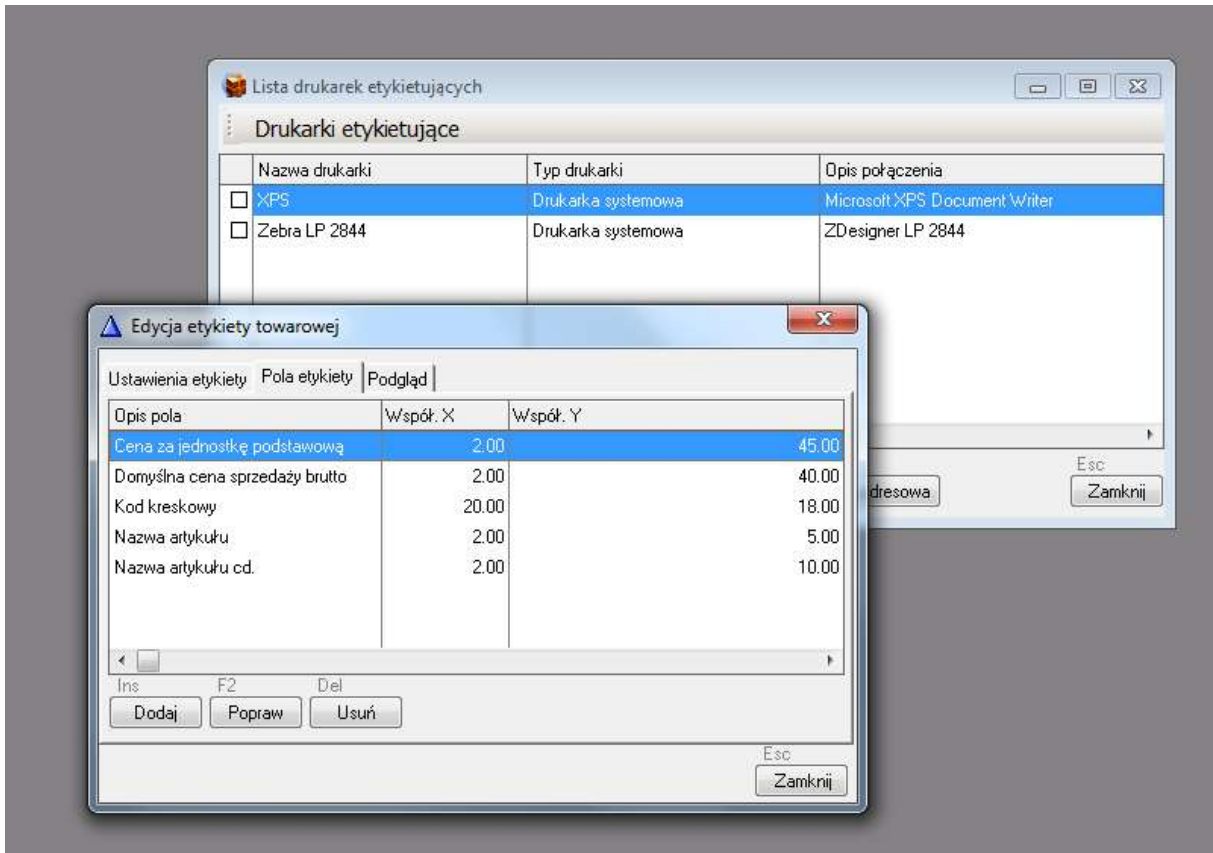 Lista drukarek etykietujących
Drukarki etykietujące
Nazwa drukarki Typ drukarki Opis połączenia
XPS Drukarka systemowa Microsoft XPS Document Writer
Zebra LP 2844 Drukarka systemowa ZDesigner LP 2844
Edycja etykiety towarowej
Ustawienia etykiety Pola etykiety Podgląd
Opis pola Współ. X Współ. Y
Cena za jednostkę podstawową 2.00 45.00
Domyślna cena sprzedaży brutto 2.00 40.00
Kod kreskowy 20.00 18.00
Nazwa artykułu 2.00 5.00
Nazwa artykułu cd. 2.00 10.00
Esc
dresowa Zamknij
Ins F2 Del
Dodaj Popraw Usuń
Esc
Zamknij